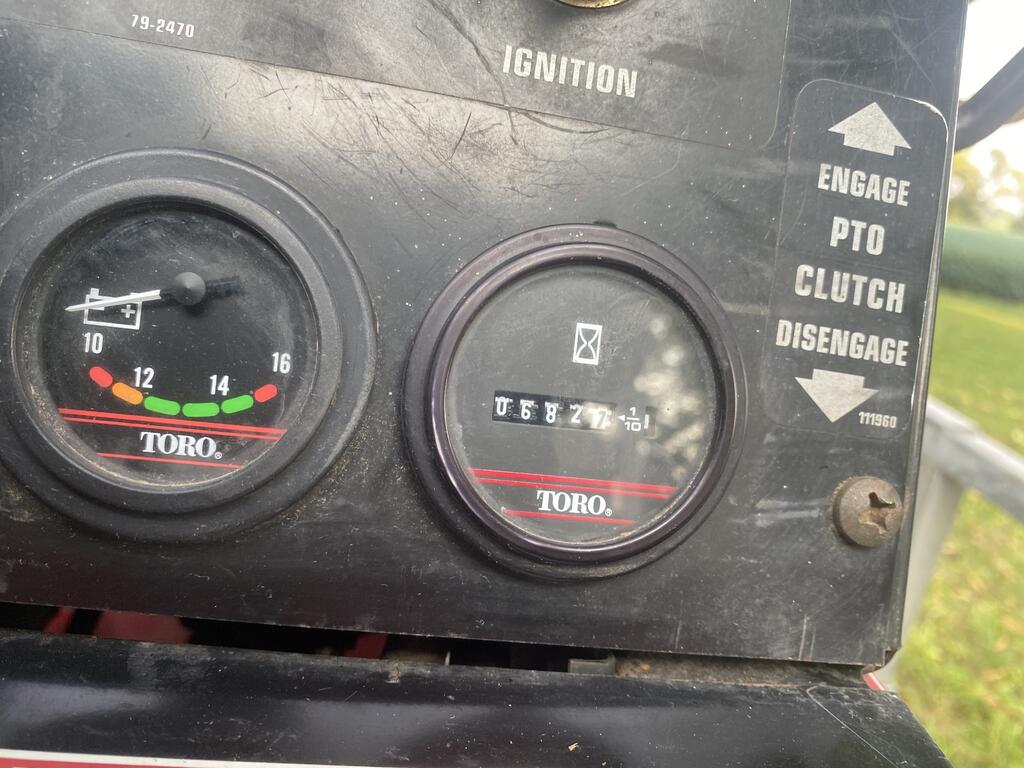 79-2470
IGNITION
ENGAGE
PTO
CLUTCH
DISENGAGE
111960
10
12
14
16
TORO®
06827
1/10
TORO®